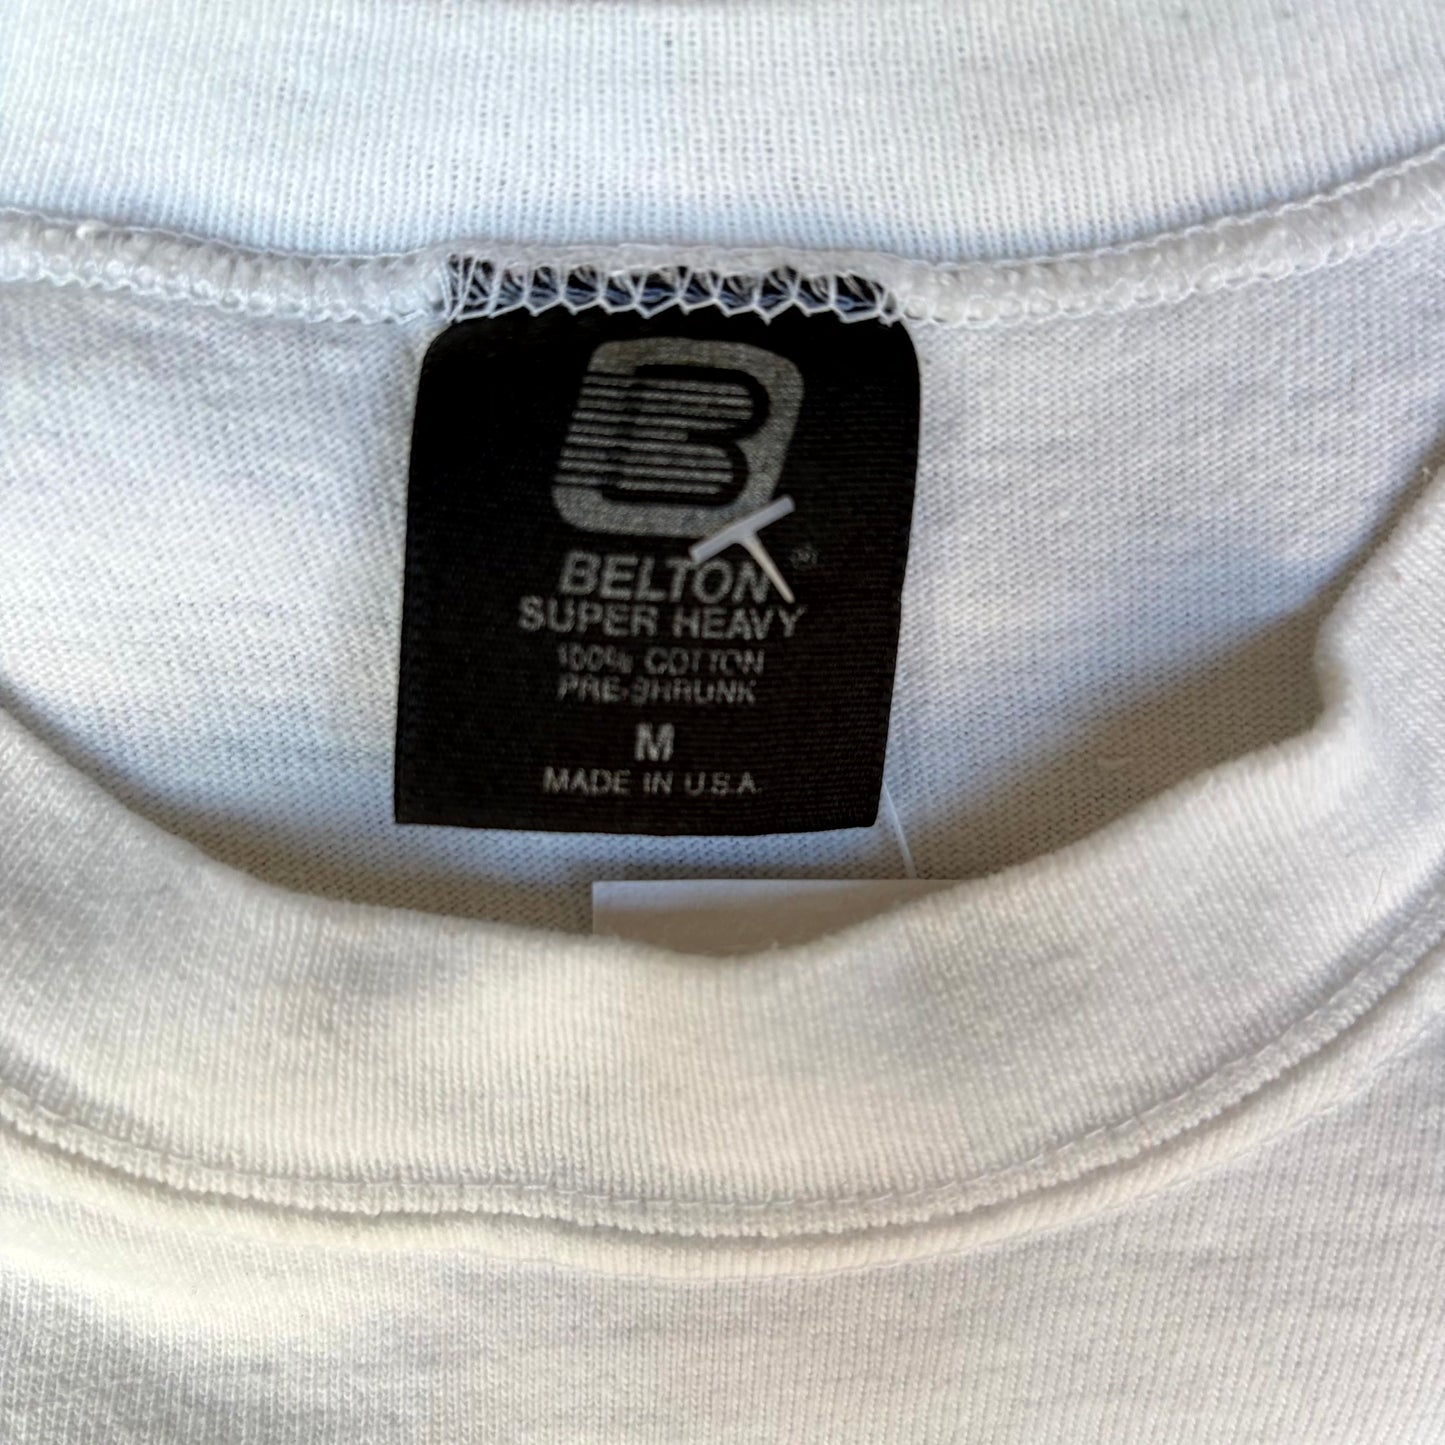 B
BELTON ®
SUPER HEAVY
100% COTTON
PRE-SHRUNK
M
MADE IN U.S.A.